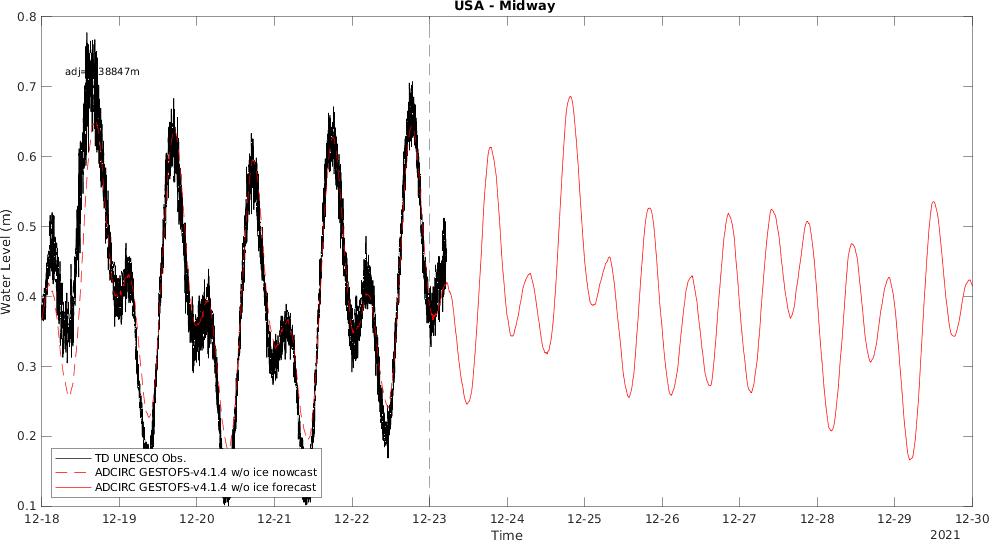 USA - Midway
0.8
0.7
0.6
0.5
0.4
0.3
0.2
0.1
Water Level (m)
TD UNESCO Obs.
ADCIRC GESTOFS-v4.1.4 w/o ice nowcast
ADCIRC GESTOFS-v4.1.4 w/o ice forecast
12-18 12-19 12-20 12-21 12-22 12-23 12-24 12-25 12-26 12-27 12-28 12-29 12-30
Time
2021